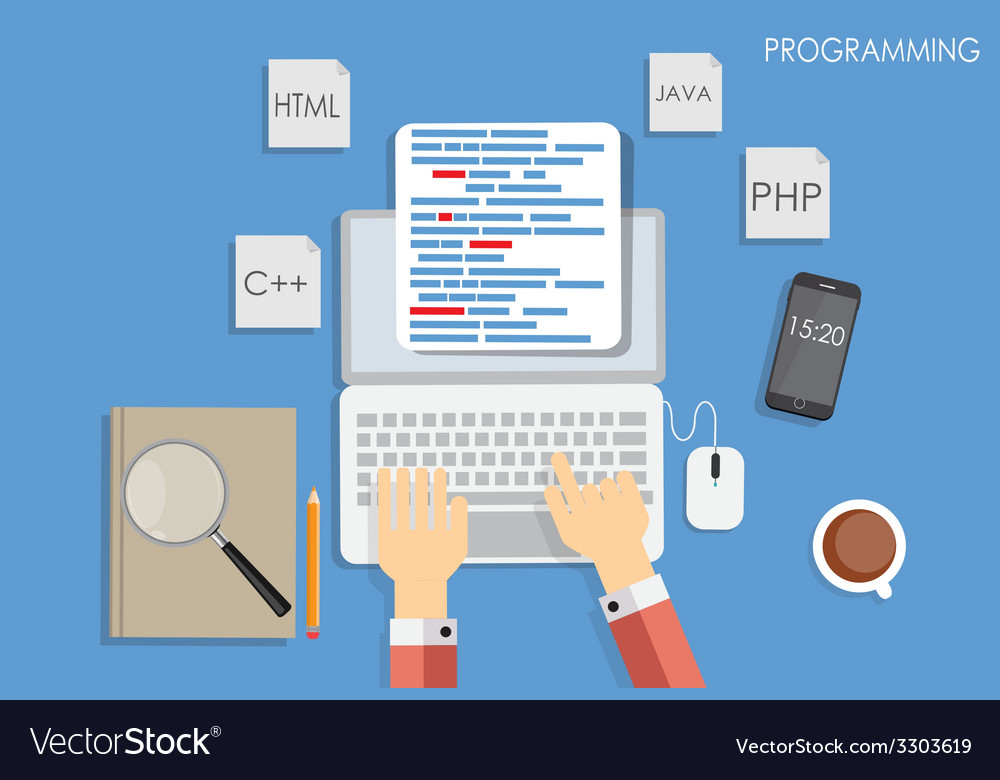 PROGRAMMING
HTML
JAVA
PHP
C++
15:20
VectorStock®
VectorStock.com/3303619